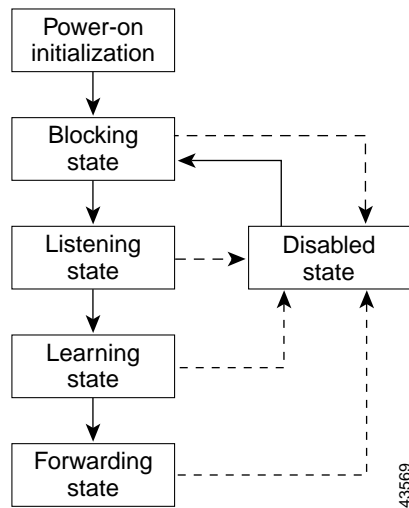 Power-on
initialization
Blocking
state
Listening
state
Disabled
state
Learning
state
Forwarding
state
43569